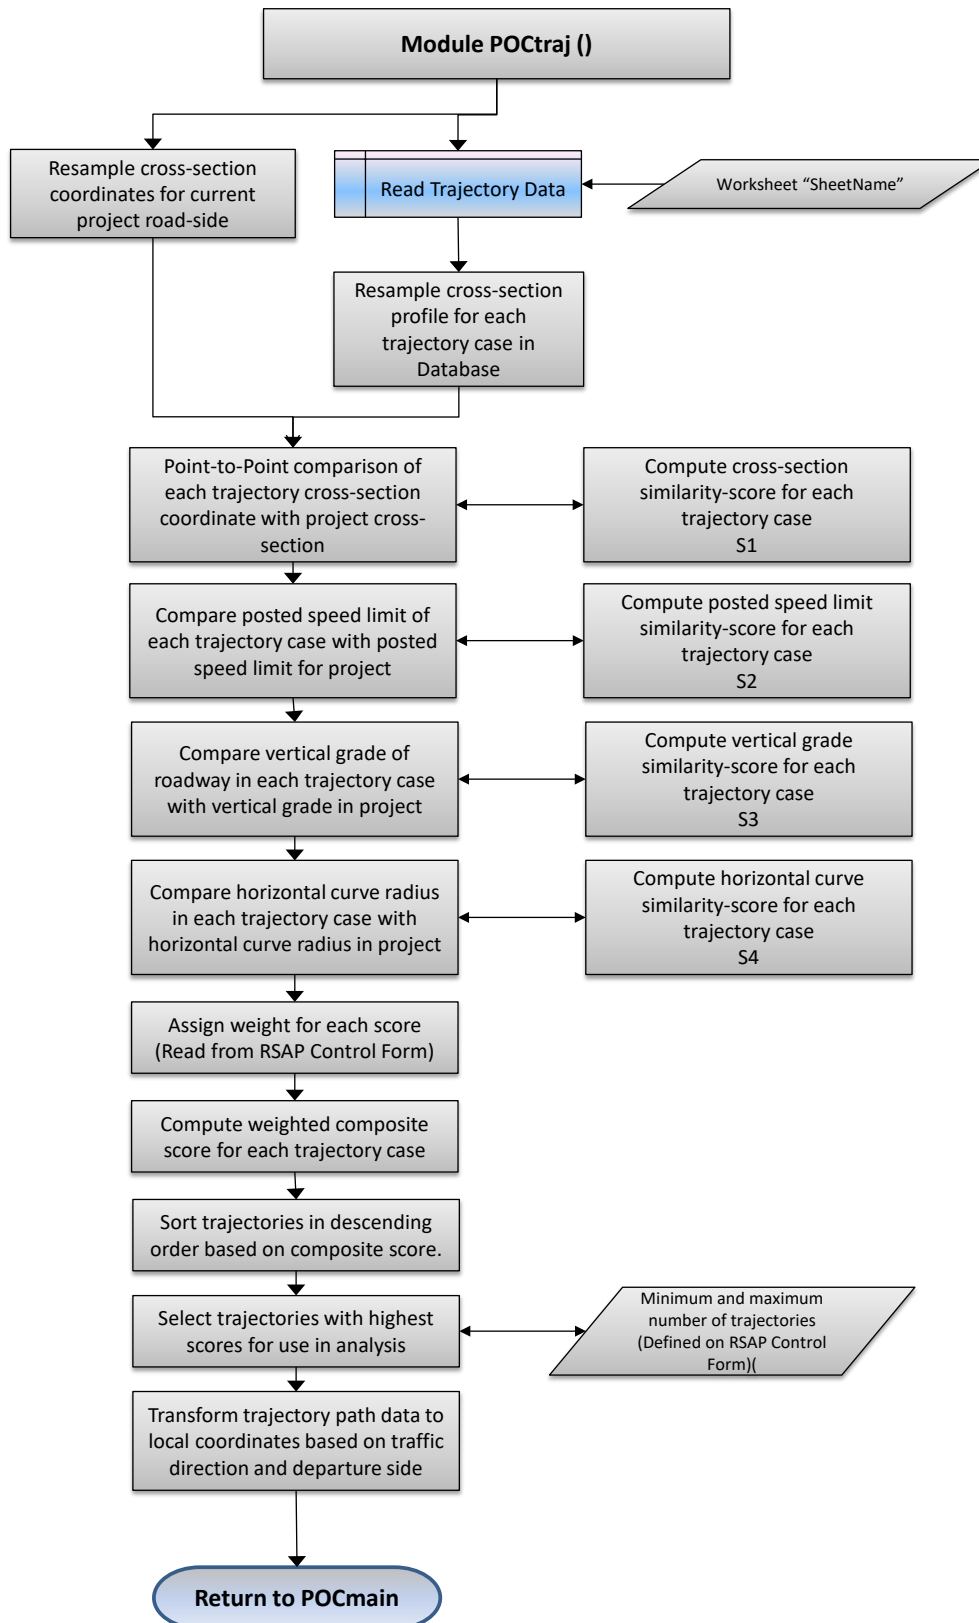 Module POCtraj ()
Resample cross-section
coordinates for current
project road-side
Read Trajectory Data
Worksheet “SheetName”
Resample cross-section
profile for each
trajectory case in
Database
Point-to-Point comparison of
each trajectory cross-section
coordinate with project cross-
section
Compute cross-section
similarity-score for each
trajectory case
S1
Compare posted speed limit of
each trajectory case with posted
speed limit for project
Compute posted speed limit
similarity-score for each
trajectory case
S2
Compare vertical grade of
roadway in each trajectory case
with vertical grade in project
Compute vertical grade
similarity-score for each
trajectory case
S3
Compare horizontal curve radius
in each trajectory case with
horizontal curve radius in project
Compute horizontal curve
similarity-score for each
trajectory case
S4
Assign weight for each score
(Read from RSAP Control Form)
Compute weighted composite
score for each trajectory case
Sort trajectories in descending
order based on composite score.
Select trajectories with highest
scores for use in analysis
Minimum and maximum
number of trajectories
(Defined on RSAP Control
Form)(
Transform trajectory path data to
local coordinates based on traffic
direction and departure side
Return to POCmain